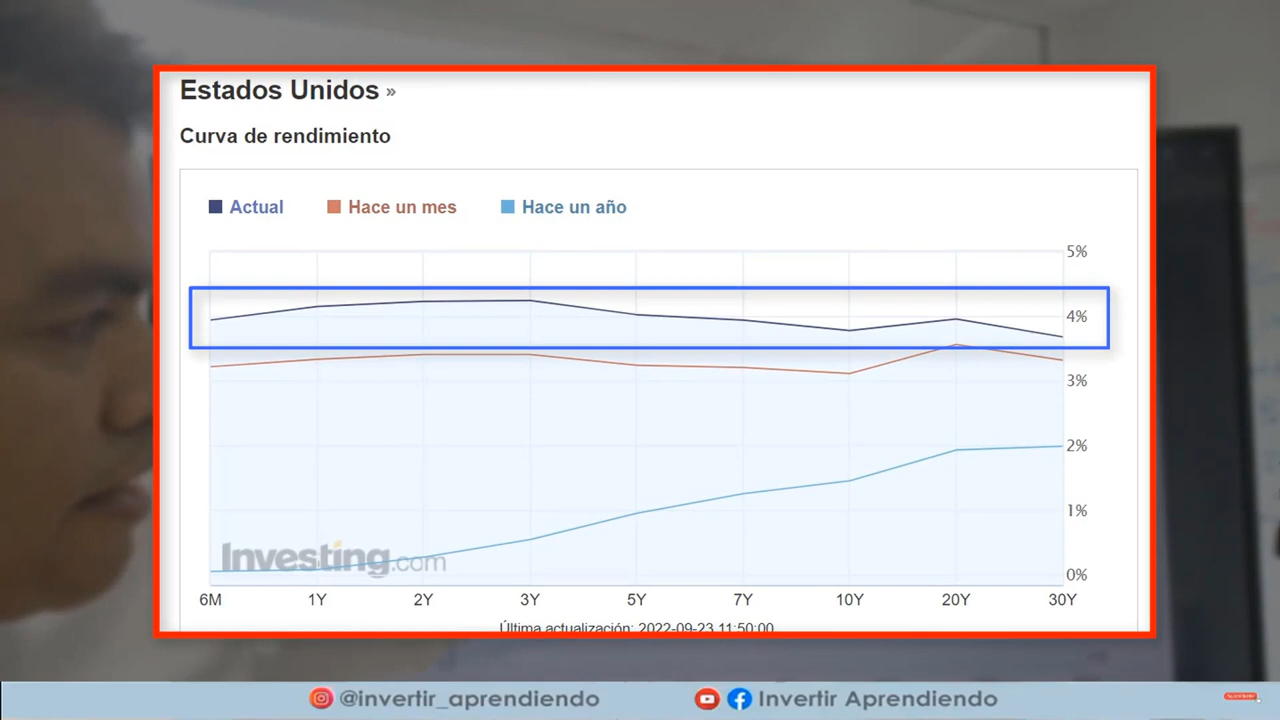 Estados Unidos »
Curva de rendimiento
Actual Hace un mes Hace un año
5%
4%
3%
2%
1%
0%
Investing.com
6M 1Y 2Y 3Y 5Y 7Y 10Y 20Y 30Y
Última actualización: 2022-09-23 11:50:00
@invertir_aprendiendo Invertir Aprendiendo